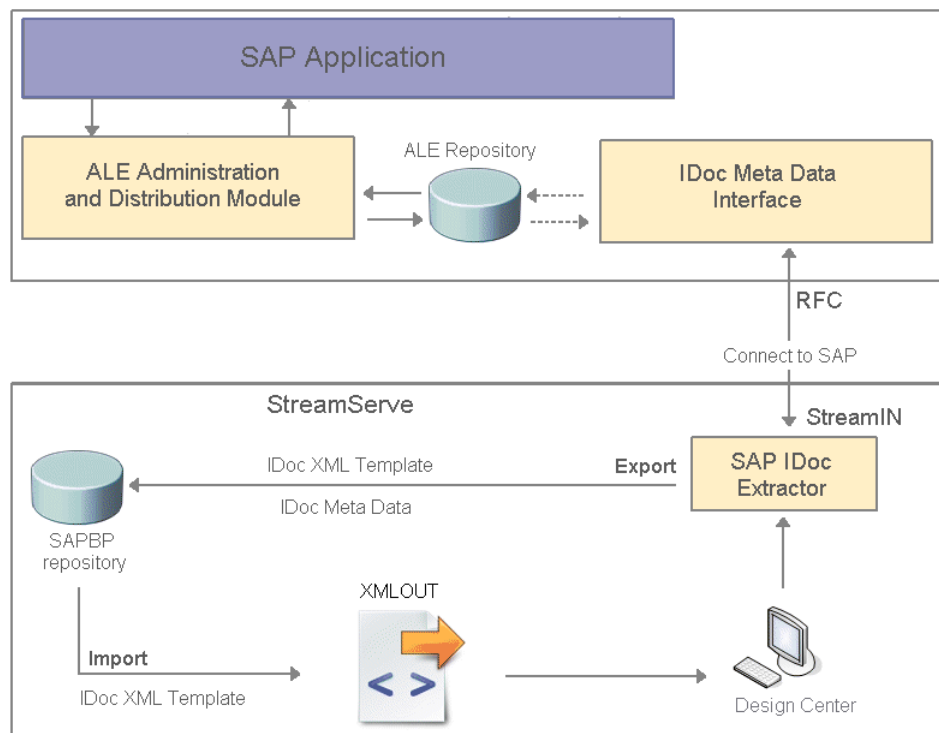 SAP Application
ALE Administration
and Distribution Module
ALE Repository
IDoc Meta Data
Interface
RFC
Connect to SAP
StreamServe
StreamIN
IDoc XML Template
Export
SAP IDoc
Extractor
IDoc Meta Data
SAPBP
repository
XMLOUT
Import
IDoc XML Template
< >
Design Center